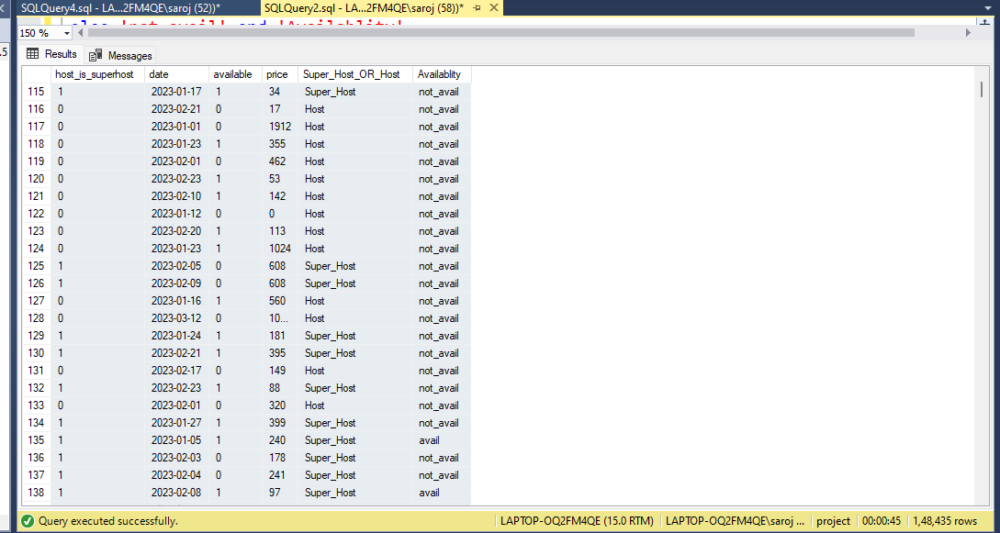 SQLQuery4.sql - LA...2FM4QE\saroj (52))* SQLQuery2.sql - LA...2FM4QE\saroj (58))*
else 'not_avail' end 'Availablity'
150 %
.5
Results Messages
host_is_superhost date available price Super_Host_OR_Host Availablity
115 1 2023-01-17 1 34 Super_Host not_avail
116 0 2023-02-21 0 17 Host not_avail
117 0 2023-01-01 0 1912 Host not_avail
118 0 2023-01-23 1 355 Host not_avail
119 0 2023-02-01 0 462 Host not_avail
120 0 2023-02-23 1 53 Host not_avail
121 0 2023-02-10 1 142 Host not_avail
122 0 2023-01-12 0 0 Host not_avail
123 0 2023-02-20 1 113 Host not_avail
124 0 2023-01-23 1 1024 Host not_avail
125 1 2023-02-05 0 608 Super_Host not_avail
126 1 2023-02-09 0 608 Super_Host not_avail
127 0 2023-01-16 1 560 Host not_avail
128 0 2023-03-12 0 10... Host not_avail
129 1 2023-01-24 1 181 Super_Host not_avail
130 1 2023-02-21 1 395 Super_Host not_avail
131 0 2023-02-17 0 149 Host not_avail
132 1 2023-02-23 1 88 Super_Host not_avail
133 0 2023-02-01 0 320 Host not_avail
134 1 2023-01-27 1 399 Super_Host not_avail
135 1 2023-01-05 1 240 Super_Host avail
136 1 2023-02-03 0 178 Super_Host not_avail
137 1 2023-02-04 0 241 Super_Host not_avail
138 1 2023-02-08 1 97 Super_Host avail
Query executed successfully. LAPTOP-OQ2FM4QE (15.0 RTM) LAPTOP-OQ2FM4QE\saroj ... project 00:00:45 1,48,435 rows